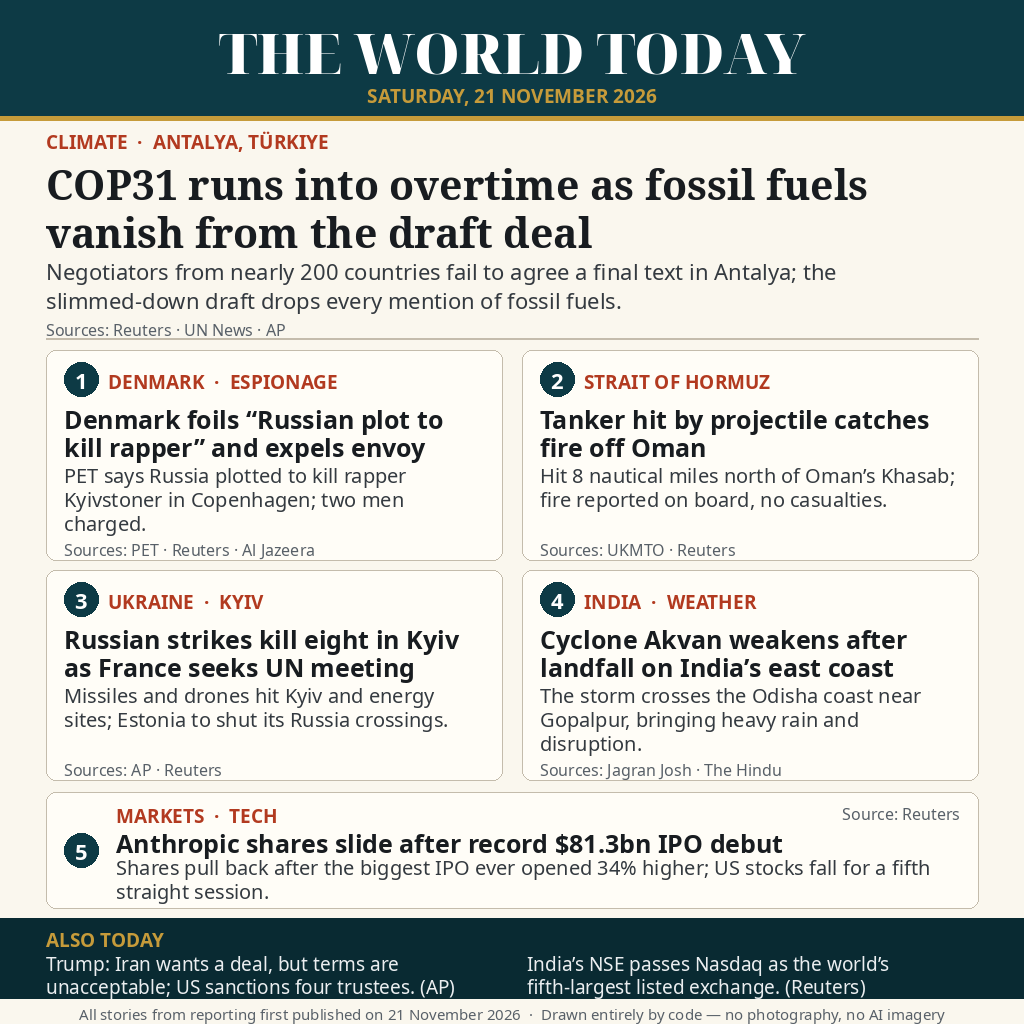 THE WORLD TODAY
SATURDAY, 21 NOVEMBER 2026
CLIMATE · ANTALYA, TÜRKIYE
COP31 runs into overtime as fossil fuels
vanish from the draft deal
Negotiators from nearly 200 countries fail to agree a final text in Antalya; the
slimmed-down draft drops every mention of fossil fuels.
Sources: Reuters · UN News · AP
1 DENMARK · ESPIONAGE
Denmark foils “Russian plot to
kill rapper” and expels envoy
PET says Russia plotted to kill rapper
Kyivstoner in Copenhagen; two men
charged.
Sources: PET · Reuters · Al Jazeera
2 STRAIT OF HORMUZ
Tanker hit by projectile catches
fire off Oman
Hit 8 nautical miles north of Oman’s Khasab;
fire reported on board, no casualties.
Sources: UKMTO · Reuters
3 UKRAINE · KYIV
Russian strikes kill eight in Kyiv
as France seeks UN meeting
Missiles and drones hit Kyiv and energy
sites; Estonia to shut its Russia crossings.
Sources: AP · Reuters
4 INDIA · WEATHER
Cyclone Akvan weakens after
landfall on India’s east coast
The storm crosses the Odisha coast near
Gopalpur, bringing heavy rain and
disruption.
Sources: Jagran Josh · The Hindu
MARKETS · TECH
Source: Reuters
5 Anthropic shares slide after record $81.3bn IPO debut
Shares pull back after the biggest IPO ever opened 34% higher; US stocks fall for a fifth
straight session.
ALSO TODAY
Trump: Iran wants a deal, but terms are
unacceptable; US sanctions four trustees. (AP)
India’s NSE passes Nasdaq as the world’s
fifth-largest listed exchange. (Reuters)
All stories from reporting first published on 21 November 2026 · Drawn entirely by code — no photography, no AI imagery